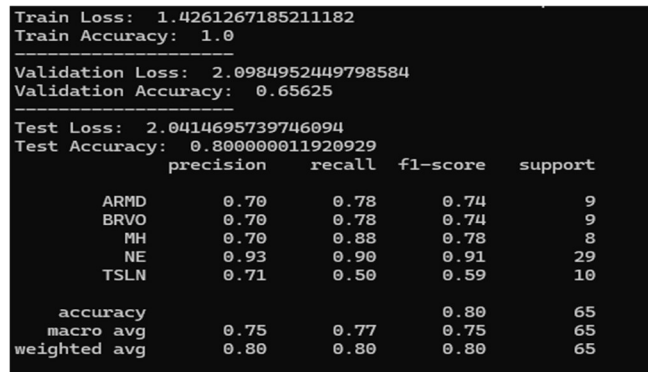 Train Loss: 1.4261267185211182
Train Accuracy: 1.0
--------------------
Validation Loss: 2.0984952449798584
Validation Accuracy: 0.65625
--------------------
Test Loss: 2.0414695739746094
Test Accuracy: 0.800000011920929
precision recall f1-score support
ARMD 0.70 0.78 0.74 9
BRVO 0.70 0.78 0.74 9
MH 0.70 0.88 0.78 8
NE 0.93 0.90 0.91 29
TSLN 0.71 0.50 0.59 10
accuracy 0.80 65
macro avg 0.75 0.77 0.75 65
weighted avg 0.80 0.80 0.80 65